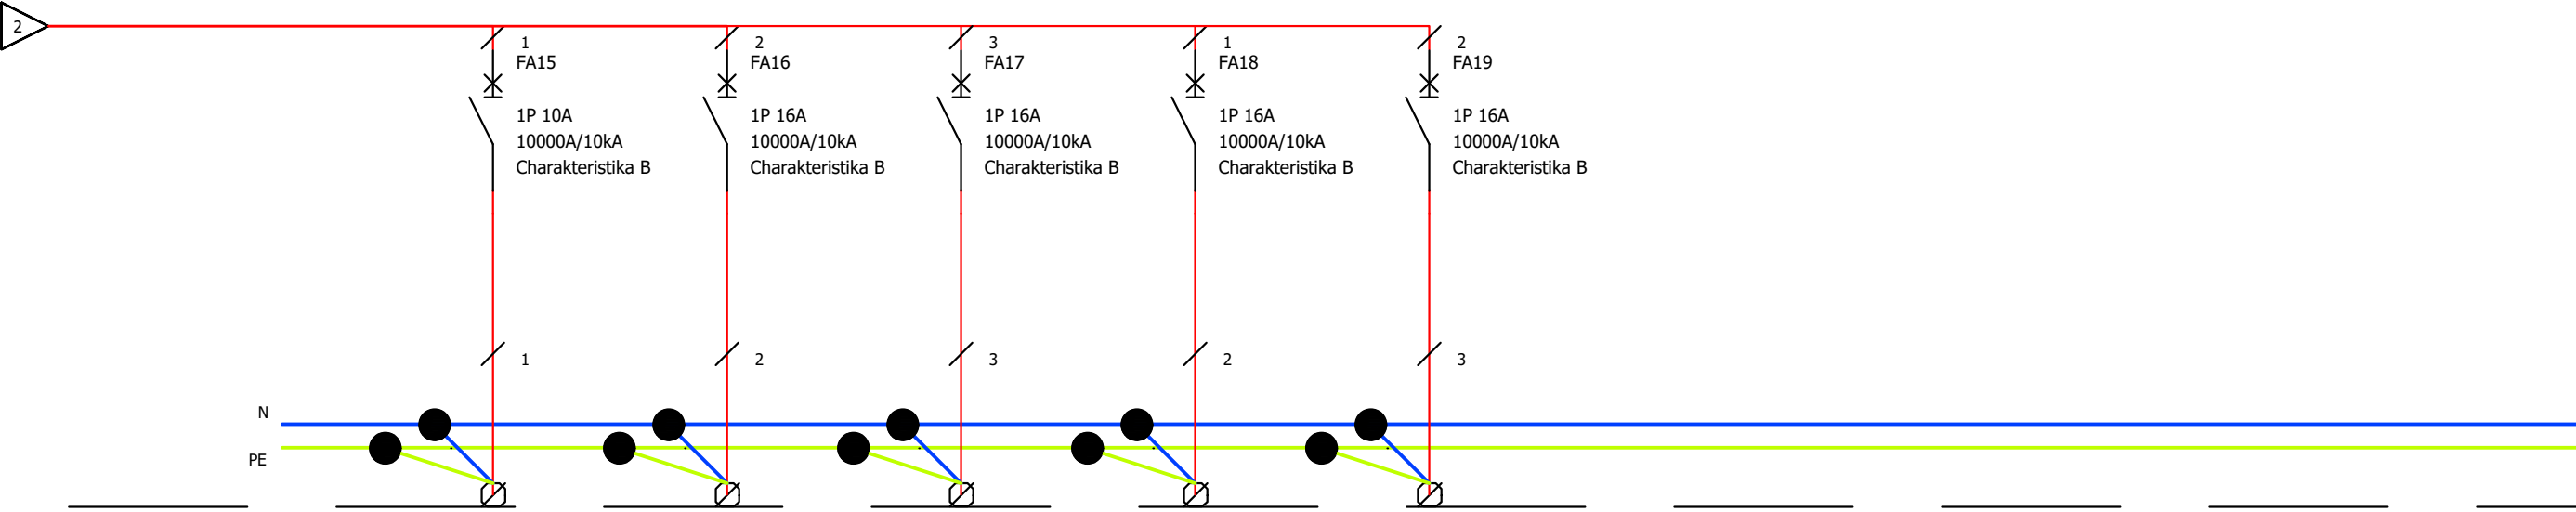 2
1
FA15
1P 10A
10000A/10kA
Charakteristika B
2
FA16
1P 16A
10000A/10kA
Charakteristika B
3
FA17
1P 16A
10000A/10kA
Charakteristika B
1
FA18
1P 16A
10000A/10kA
Charakteristika B
2
FA19
1P 16A
10000A/10kA
Charakteristika B
1
2
3
2
3
N
PE